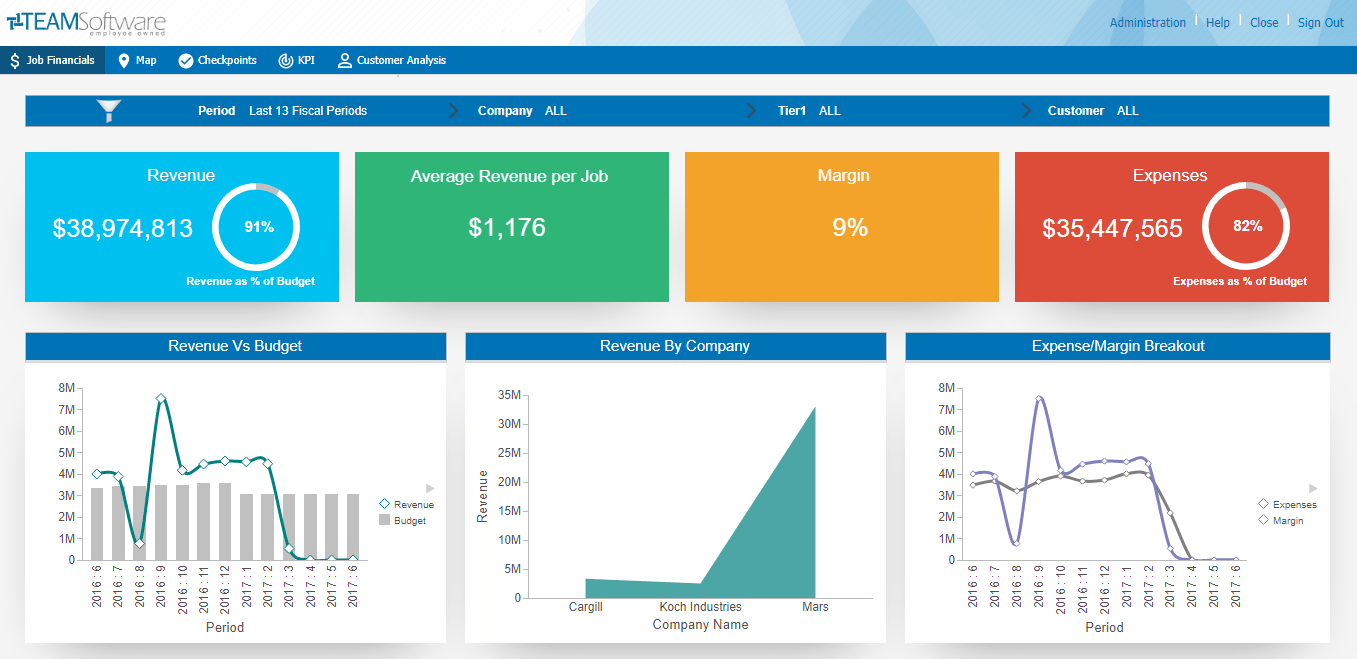 TEAMSoftware
employee owned
Administration Help Close Sign Out
Job Financials Map Checkpoints KPI Customer Analysis
Period Last 13 Fiscal Periods Company ALL Tier1 ALL Customer ALL
Revenue
$38,974,813
91%
Revenue as % of Budget
Average Revenue per Job
$1,176
Margin
9%
Expenses
$35,447,565
82%
Expenses as % of Budget
Revenue Vs Budget
8M
7M
6M
5M
4M
3M
2M
1M
0
2016 : 6
2016 : 7
2016 : 8
2016 : 9
2016 : 10
2016 : 11
2016 : 12
2017 : 1
2017 : 2
2017 : 3
2017 : 4
2017 : 5
2017 : 6
Period
Revenue
Budget
Revenue By Company
Revenue
35M
30M
25M
20M
15M
10M
5M
0
Cargill Koch Industries Mars
Company Name
Expense/Margin Breakout
8M
7M
6M
5M
4M
3M
2M
1M
0
2016 : 6
2016 : 7
2016 : 8
2016 : 9
2016 : 10
2016 : 11
2016 : 12
2017 : 1
2017 : 2
2017 : 3
2017 : 4
2017 : 5
2017 : 6
Period
Expenses
Margin